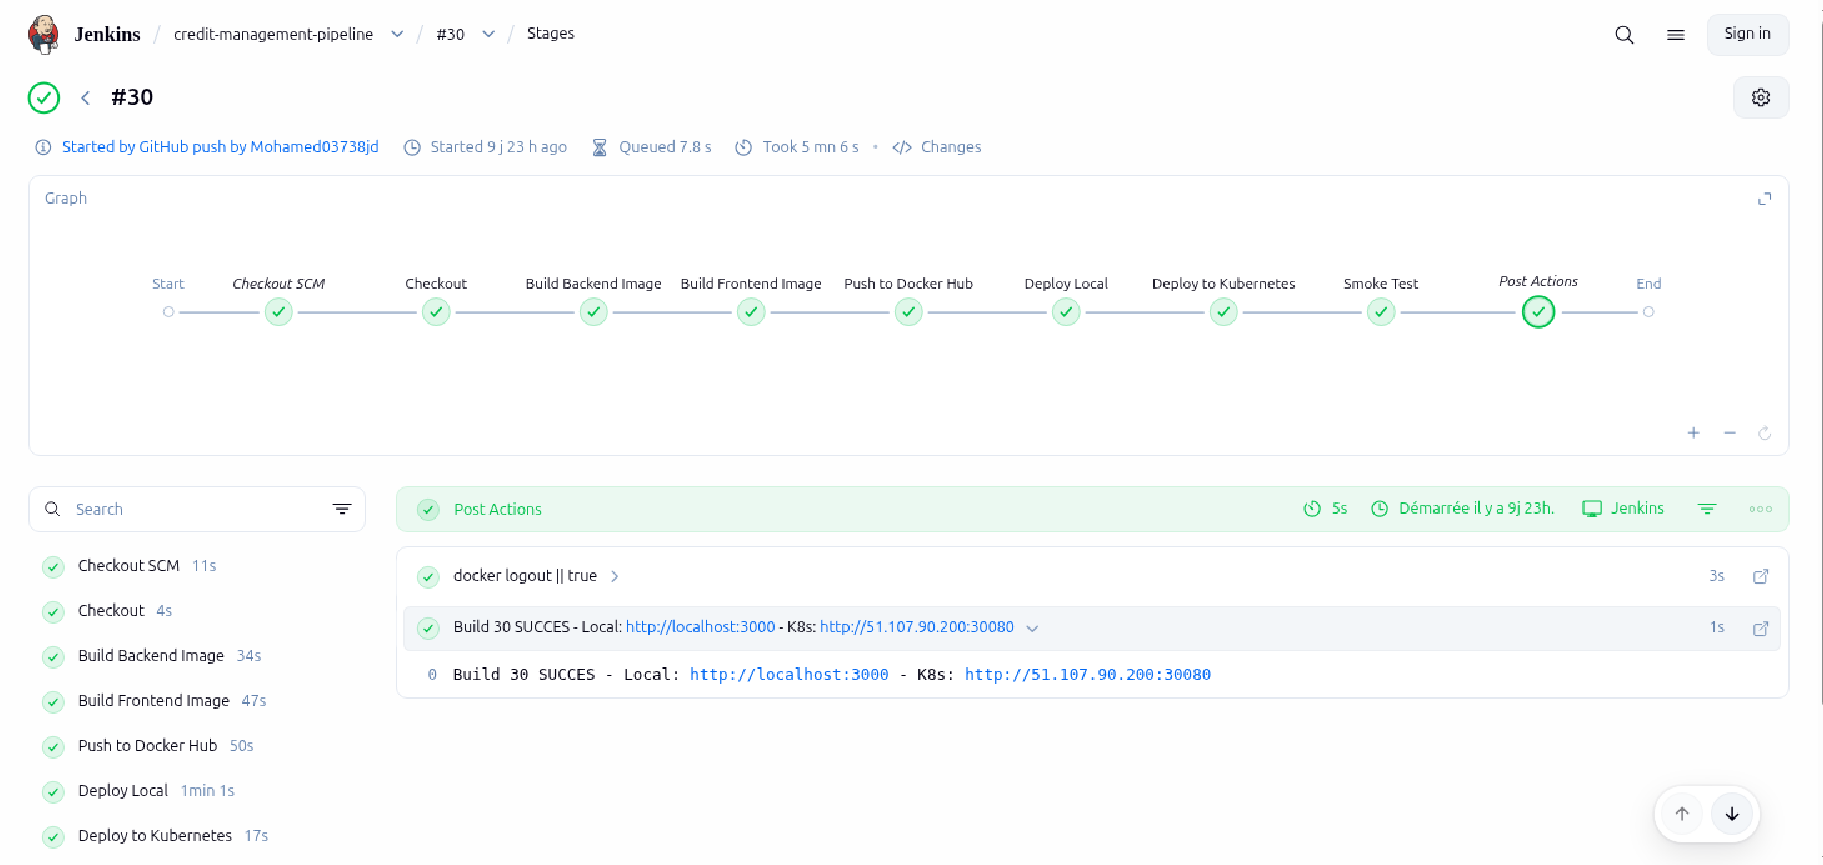 Jenkins / credit-management-pipeline / #30 / Stages Sign in
#30
Started by GitHub push by Mohamed03738jd Started 9 j 23 h ago Queued 7.8 s Took 5 mn 6 s • Changes
Graph
Start Checkout SCM Checkout Build Backend Image Build Frontend Image Push to Docker Hub Deploy Local Deploy to Kubernetes Smoke Test Post Actions End
Search
Checkout SCM 11s
Checkout 4s
Build Backend Image 34s
Build Frontend Image 47s
Push to Docker Hub 50s
Deploy Local 1min 1s
Deploy to Kubernetes 17s
Post Actions 5s Démarrée il y a 9j 23h. Jenkins
docker logout || true 3s
Build 30 SUCCES - Local: http://localhost:3000 - K8s: http://51.107.90.200:30080 1s
0 Build 30 SUCCES - Local: http://localhost:3000 - K8s: http://51.107.90.200:30080